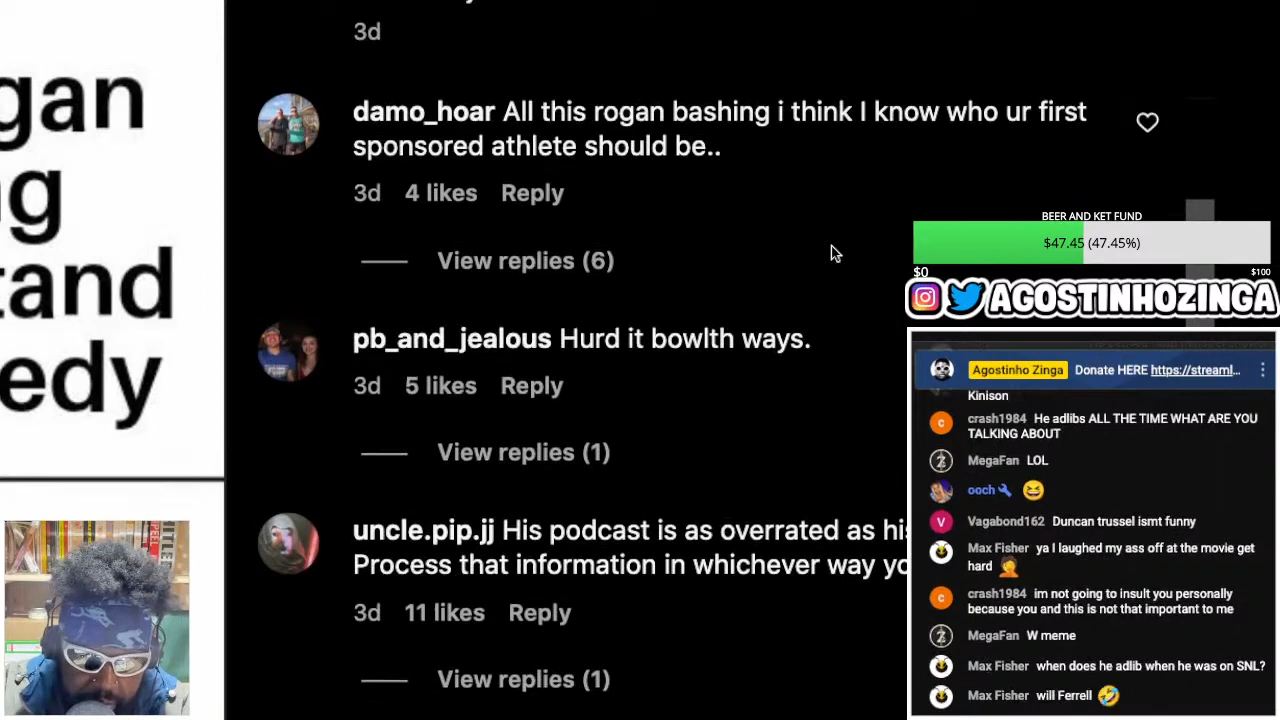 gan
g
tand
edy
3d
damo_hoar All this rogan bashing i think I know who ur first
sponsored athlete should be..
3d 4 likes Reply
View replies (6)
pb_and_jealous Hurd it bowlth ways.
3d 5 likes Reply
View replies (1)
uncle.pip.jj His podcast is as overrated as his
Process that information in whichever way yo
3d 11 likes Reply
View replies (1)
BEER AND KET FUND
$47.45 (47.45%)
$0 $100
AGOSTINHOZINGA
Agostinho Zinga Donate HERE https://streaml...
Kinison
crash1984 He adlibs ALL THE TIME WHAT ARE YOU
TALKING ABOUT
MegaFan LOL
ooch
Vagabond162 Duncan trussel ismt funny
Max Fisher ya I laughed my ass off at the movie get
hard
crash1984 im not going to insult you personally
because you and this is not that important to me
MegaFan W meme
Max Fisher when does he adlib when he was on SNL?
Max Fisher will Ferrell